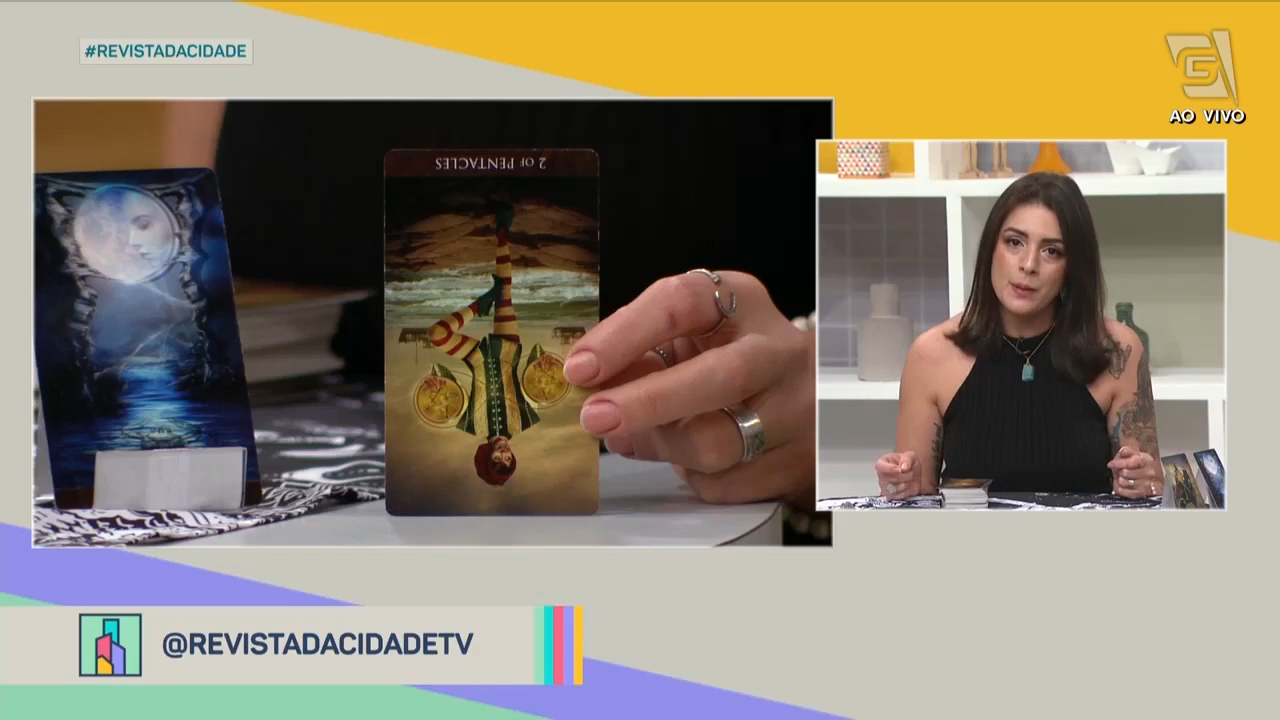 #REVISTADACIDADE
AO VIVO
2 OF PENTACLES
@REVISTADACIDADETV